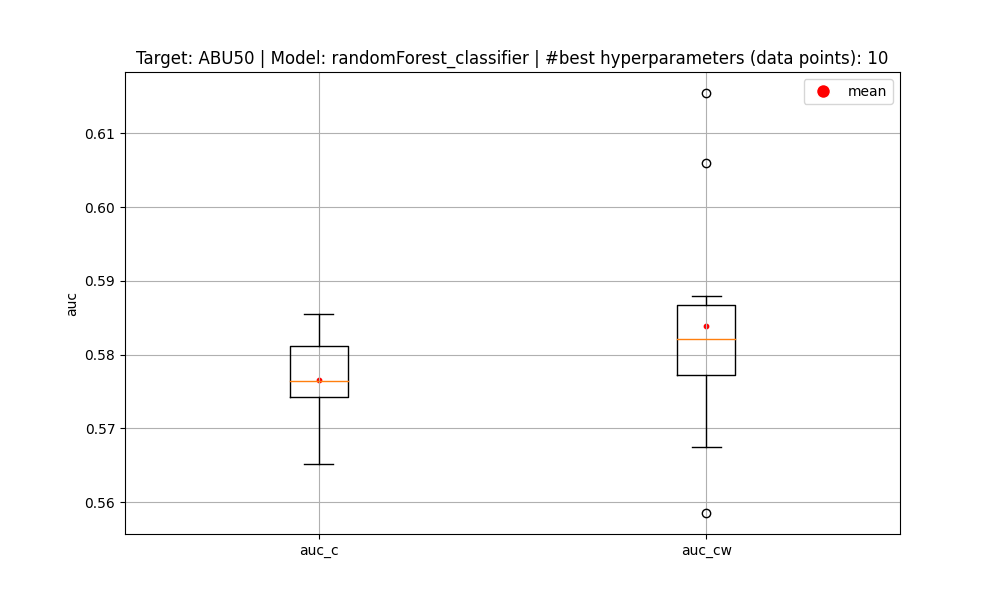 Target: ABU50 | Model: randomForest_classifier | #best hyperparameters (data points): 10
mean
0.61
0.60
0.59
0.58
0.57
0.56
auc
auc_c
auc_cw